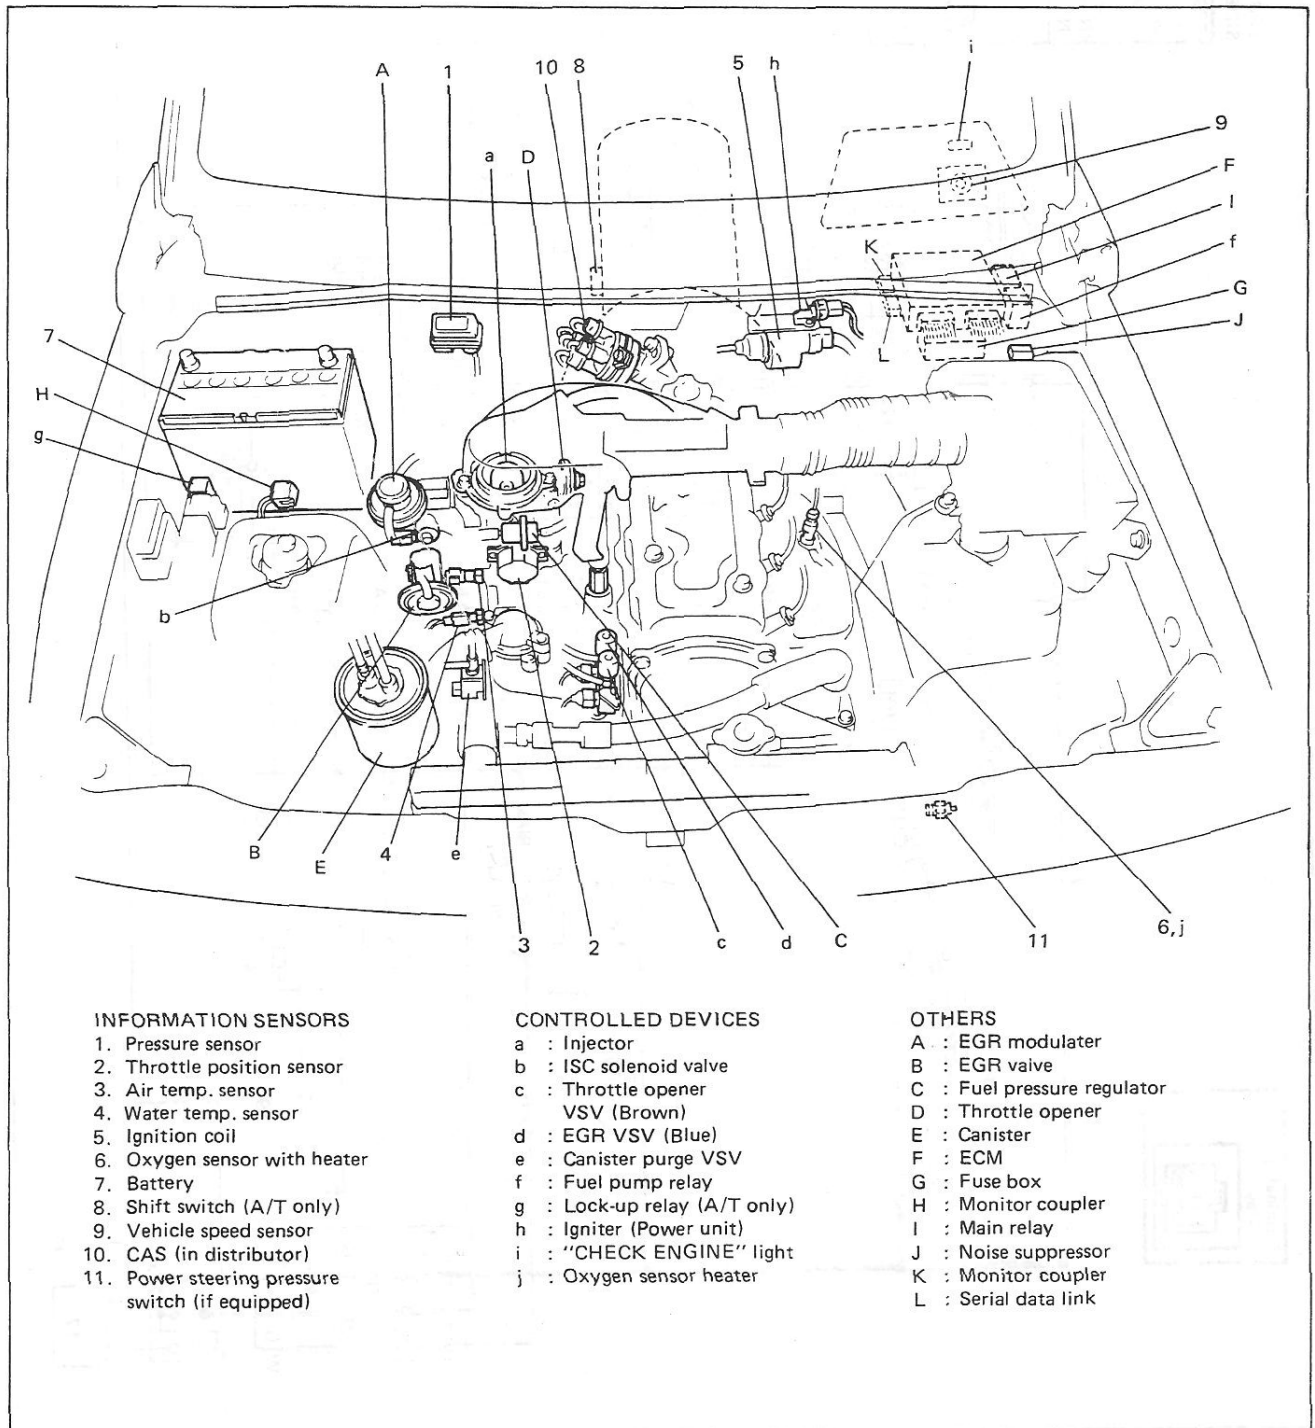 A 1 10 8 5 h i
9
a D
F
I
K
f
G
7 L J
H
g
b
B E 4 e
3 2 c d C 11 6, j
INFORMATION SENSORS
1. Pressure sensor
2. Throttle position sensor
3. Air temp. sensor
4. Water temp. sensor
5. Ignition coil
6. Oxygen sensor with heater
7. Battery
8. Shift switch (A/T only)
9. Vehicle speed sensor
10. CAS (in distributor)
11. Power steering pressure
switch (if equipped)
CONTROLLED DEVICES
a : Injector
b : ISC solenoid valve
c : Throttle opener
VSV (Brown)
d : EGR VSV (Blue)
e : Canister purge VSV
f : Fuel pump relay
g : Lock-up relay (A/T only)
h : Igniter (Power unit)
i : "CHECK ENGINE" light
j : Oxygen sensor heater
OTHERS
A : EGR modulater
B : EGR vaive
C : Fuel pressure regulator
D : Throttle opener
E : Canister
F : ECM
G : Fuse box
H : Monitor coupler
I : Main relay
J : Noise suppressor
K : Monitor coupler
L : Serial data link